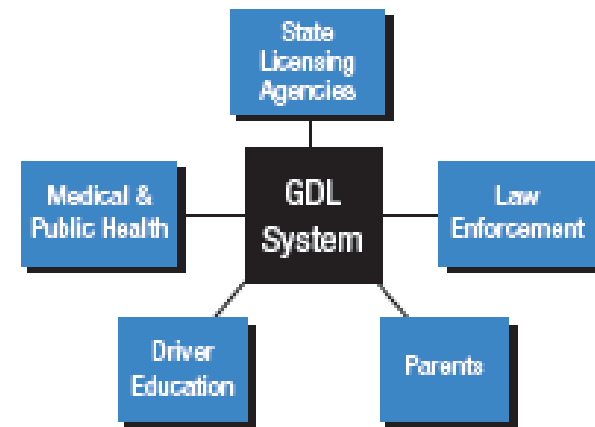 State
Licensing
Agencies
Medical &
Public Health
GDL
System
Law
Enforcement
Driver
Education
Parents